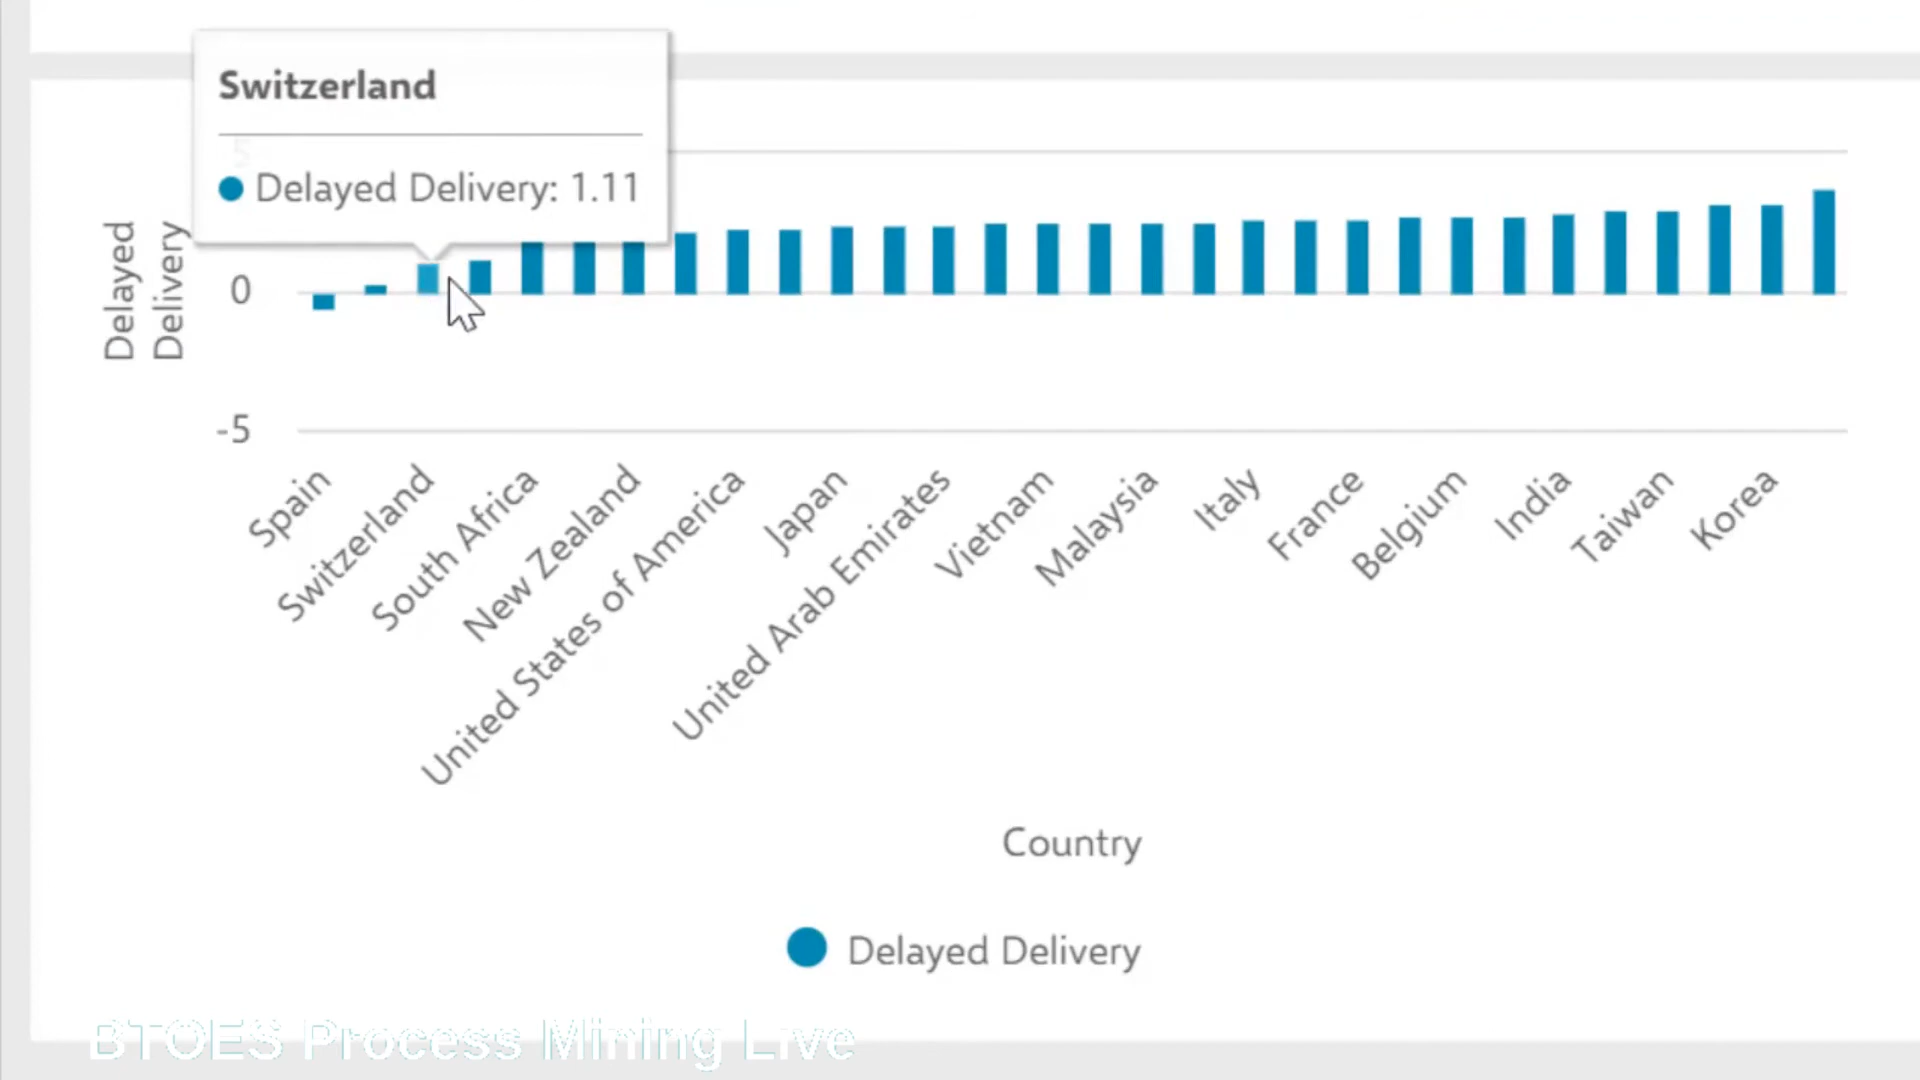 Switzerland
5
Delayed Delivery: 1.11
Delayed
Delivery
0
-5
Spain
Switzerland
South Africa
New Zealand
United States of America
Japan
United Arab Emirates
Vietnam
Malaysia
Italy
France
Belgium
India
Taiwan
Korea
Country
Delayed Delivery
BTOES Process Mining Live